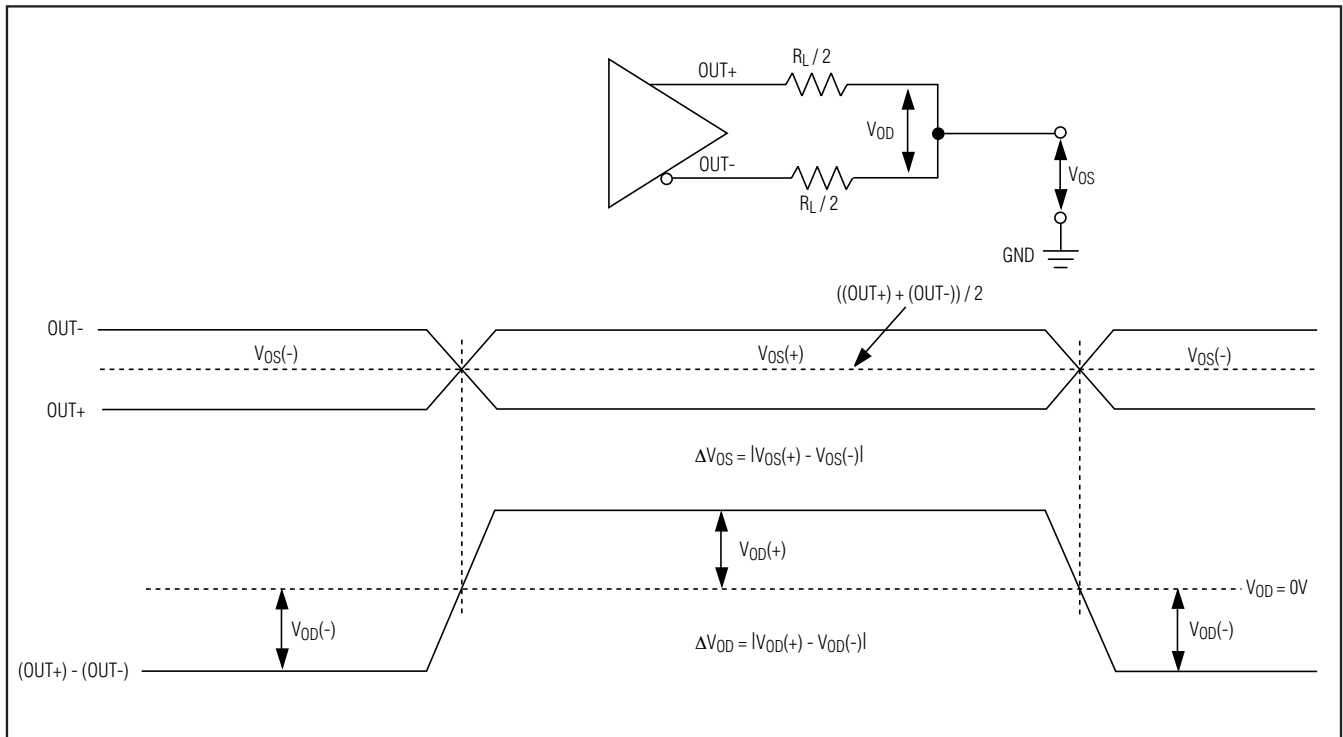 R_L / 2
OUT+
V_OD
OUT-
R_L / 2
V_OS
GND
((OUT+) + (OUT-)) / 2
OUT-
V_OS(-)
V_OS(+)
V_OS(-)
OUT+
ΔV_OS = |V_OS(+) - V_OS(-)|
V_OD(+)
V_OD = 0V
V_OD(-)
V_OD(-)
ΔV_OD = |V_OD(+) - V_OD(-)|
(OUT+) - (OUT-)